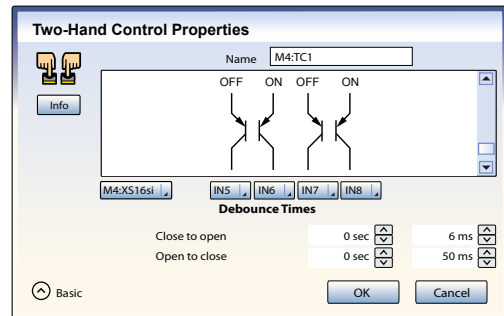 Two-Hand Control Properties
Name M4:TC1
Info
OFF ON OFF ON
M4:XS16si IN5 IN6 IN7 IN8
Debounce Times
Close to open 0 sec 6 ms
Open to close 0 sec 50 ms
Basic OK Cancel